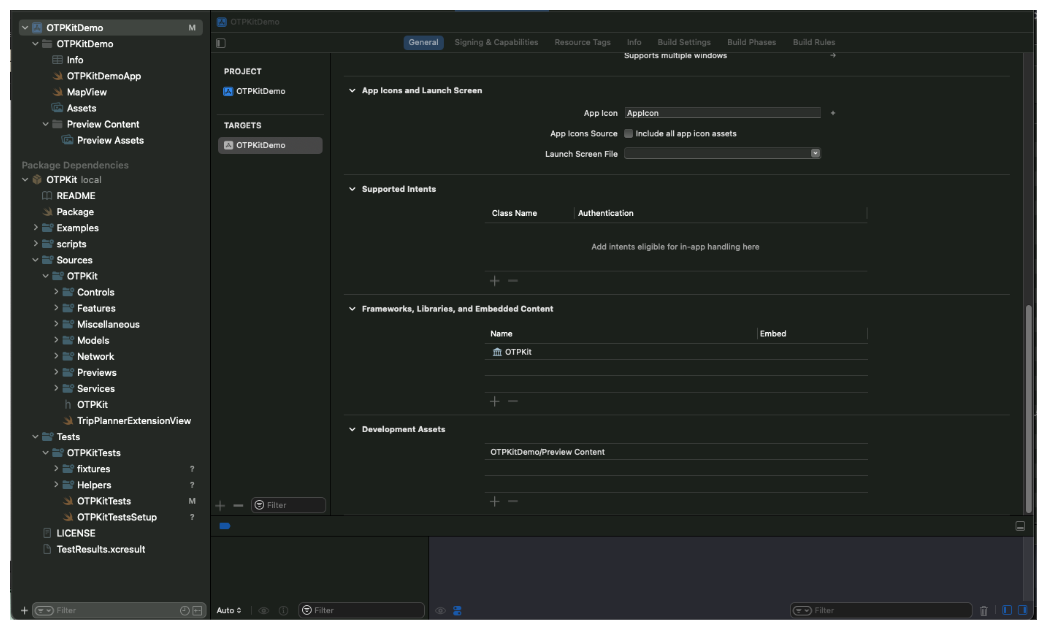 OTPKitDemo M
OTPKitDemo
Info
OTPKitDemoApp
MapView
Assets
Preview Content
Preview Assets
Package Dependencies
OTPKit local
README
Package
Examples
scripts
Sources
OTPKit
Controls
Features
Miscellaneous
Models
Network
Previews
Services
h OTPKit
TripPlannerExtensionView
Tests
OTPKitTests
fixtures ?
Helpers ?
OTPKitTests M
OTPKitTestsSetup ?
LICENSE
TestResults.xcresult
Filter
OTPKitDemo
General Signing & Capabilities Resource Tags Info Build Settings Build Phases Build Rules
PROJECT
OTPKitDemo
TARGETS
OTPKitDemo
Filter
Supports multiple windows
App Icons and Launch Screen
App Icon AppIcon
App Icons Source Include all app icon assets
Launch Screen File
Supported Intents
Class Name Authentication
Add intents eligible for in-app handling here
Frameworks, Libraries, and Embedded Content
Name Embed
OTPKit
Development Assets
OTPKitDemo/Preview Content
Auto Filter
Filter